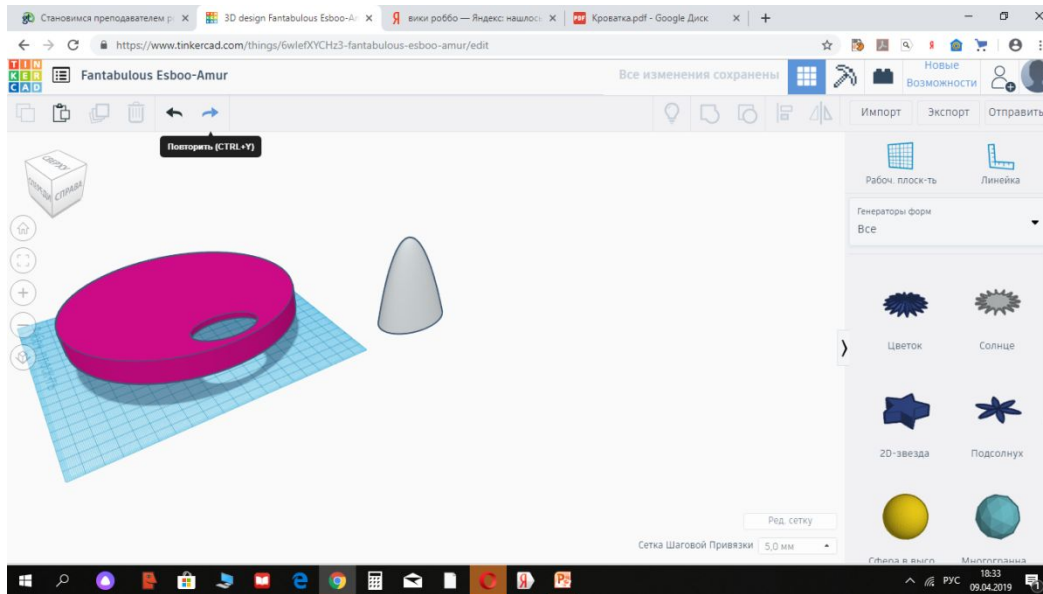 Становимся преподавателем р
3D design Fantabulous Esboo-A
вики роббо — Яндекс: нашлось
Кроватка.pdf - Google Диск
https://www.tinkercad.com/things/6wlefXYCHz3-fantabulous-esboo-amur/edit
TIN
KER
CAD
Fantabulous Esboo-Amur
Все изменения сохранены
Новые
Возможности
Импорт
Экспорт
Отправить
Повторить (CTRL+Y)
СВЕРХУ
СПЕРЕДИ
СПРАВА
Рабоч. плоск-ть
Линейка
Генераторы форм
Все
Цветок
Солнце
2D-звезда
Подсолнух
Ред. сетку
Сетка Шаговой Привязки
5,0 мм
Сфера в высо
Многогранна
РУС
18:33
09.04.2019